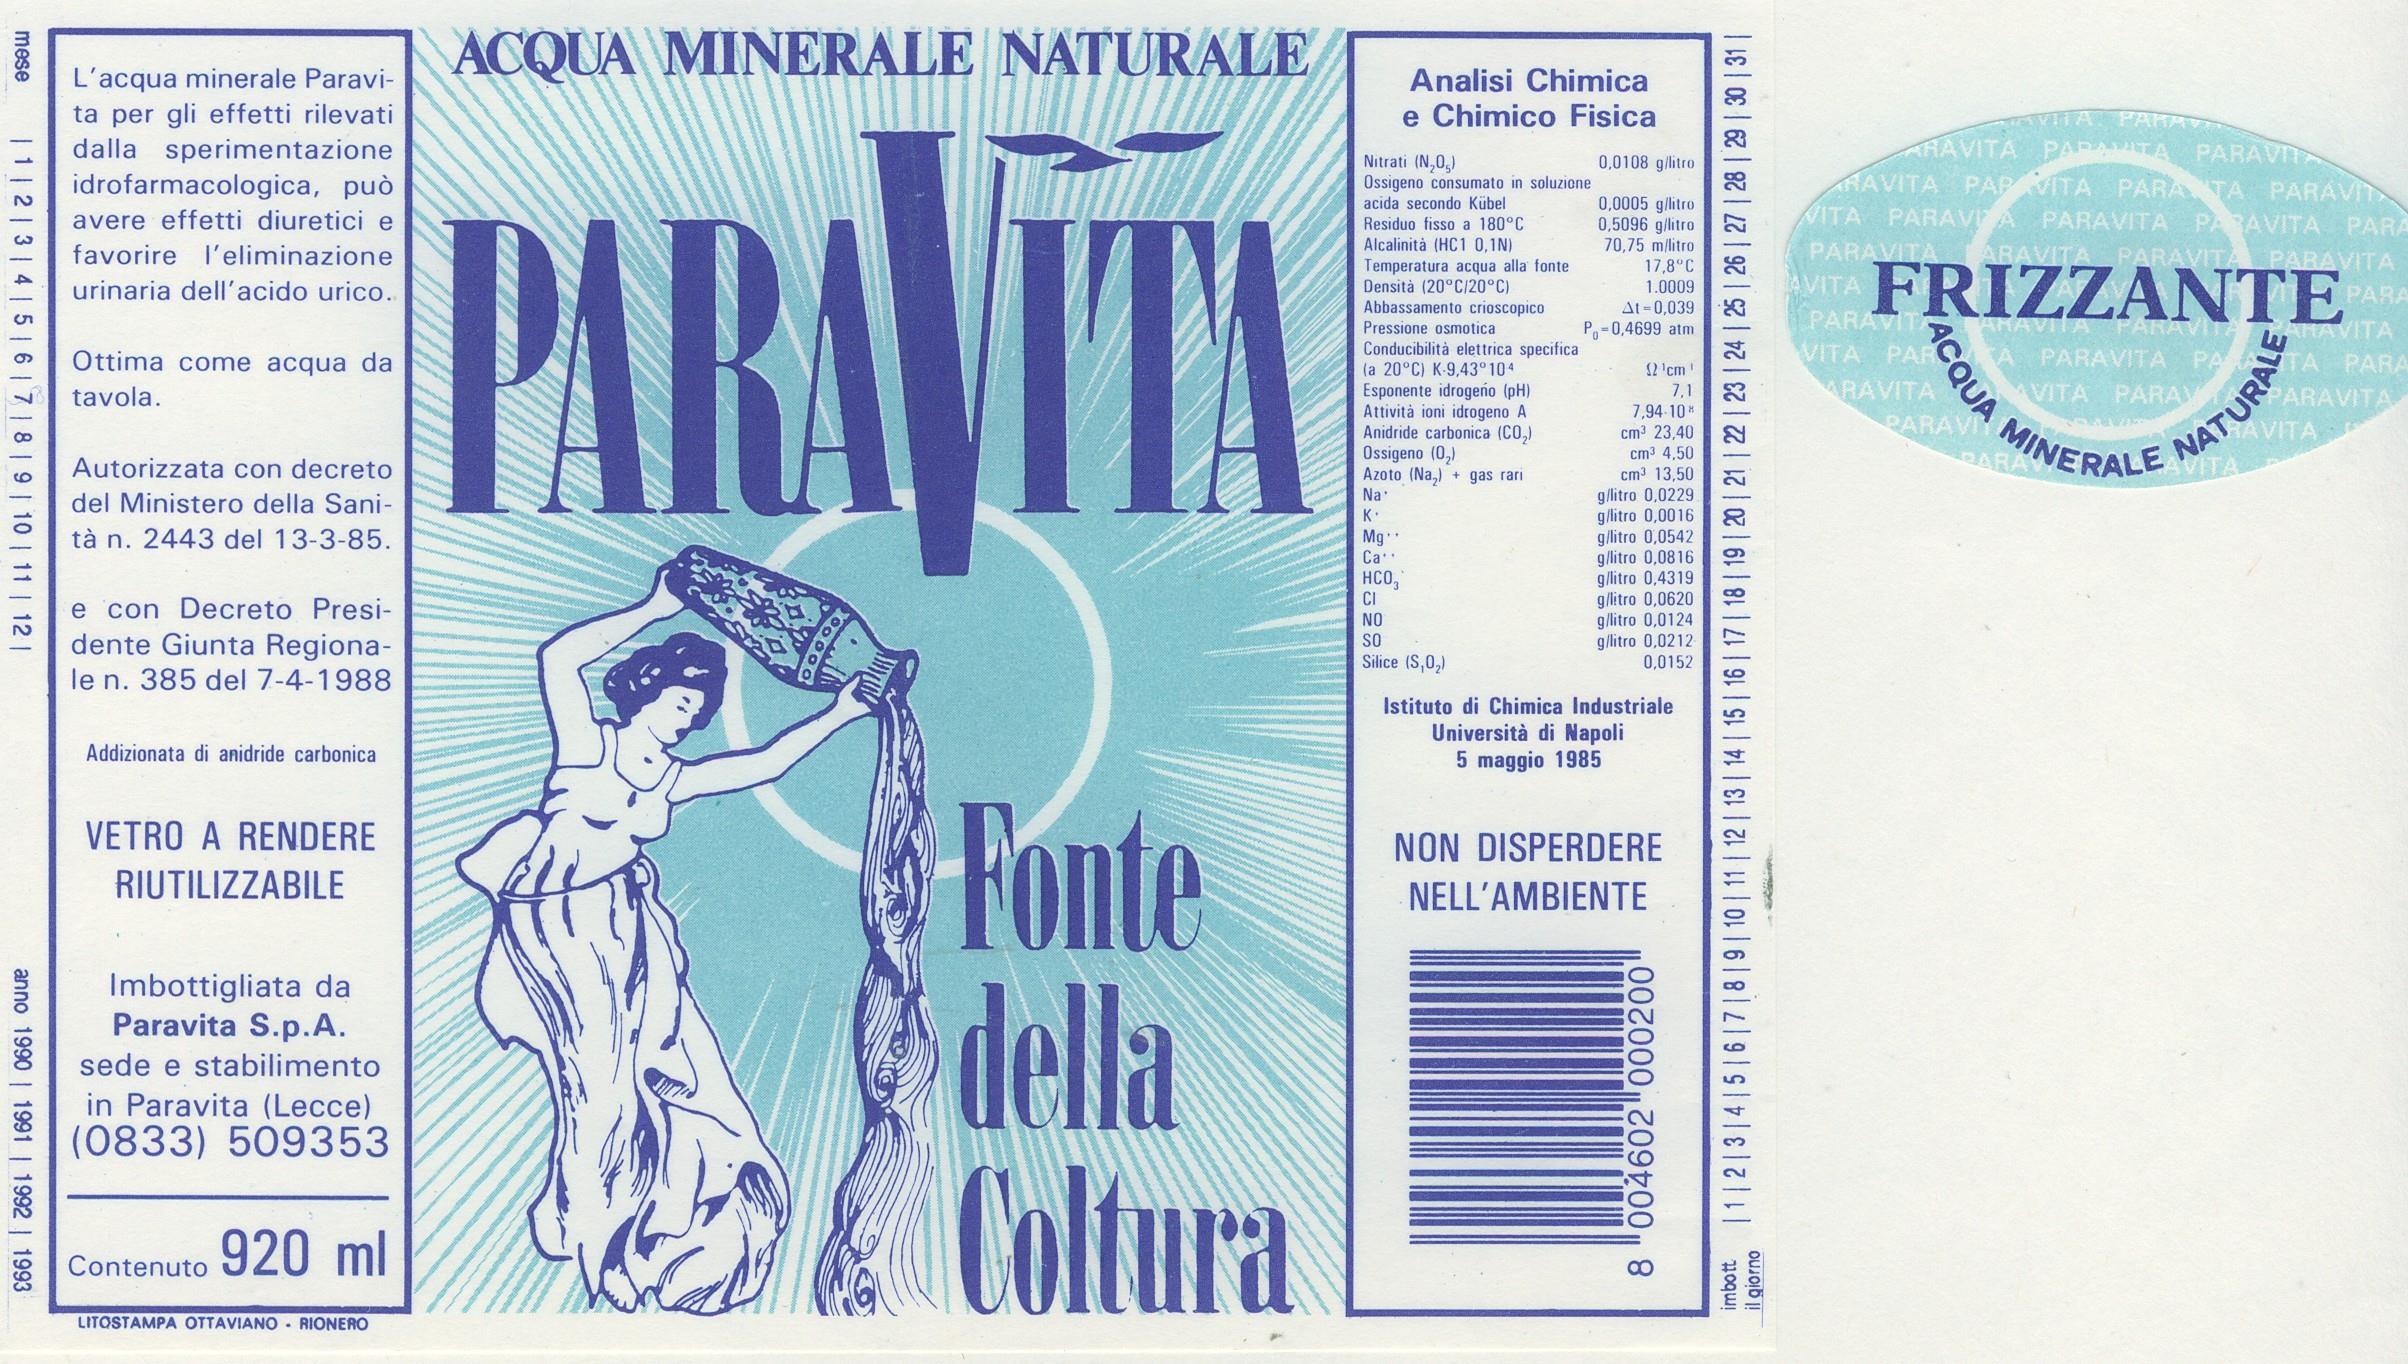 mese | 1 | 2 | 3 | 4 | 5 | 6 | 7 | 8 | 9 | 10 | 11 | 12 |
anno 1990 | 1991 | 1992 | 1993
L'acqua minerale Paravi-
ta per gli effetti rilevati
dalla sperimentazione
idrofarmacologica, può
avere effetti diuretici e
favorire l'eliminazione
urinaria dell'acido urico.
Ottima come acqua da
tavola.
Autorizzata con decreto
del Ministero della Sani-
tà n. 2443 del 13-3-85.
e con Decreto Presi-
dente Giunta Regiona-
le n. 385 del 7-4-1988
Addizionata di anidride carbonica
VETRO A RENDERE
RIUTILIZZABILE
Imbottigliata da
Paravita S.p.A.
sede e stabilimento
in Paravita (Lecce)
(0833) 509353
Contenuto 920 ml
LITOSTAMPA OTTAVIANO - RIONERO
ACQUA MINERALE NATURALE
PARAVITA
Fonte
della
Coltura
Analisi Chimica
e Chimico Fisica
Nitrati (N₂O₅) 0,0108 g/litro
Ossigeno consumato in soluzione
acida secondo Kübel 0,0005 g/litro
Residuo fisso a 180°C 0,5096 g/litro
Alcalinità (HC1 0,1N) 70,75 m/litro
Temperatura acqua alla fonte 17,8°C
Densità (20°C/20°C) 1.0009
Abbassamento crioscopico Δt=0,039
Pressione osmotica P₀=0,4699 atm
Conducibilità elettrica specifica
(a 20°C) K-9,43°10⁴ Ω¹cm¹
Esponente idrogeno (pH) 7,1
Attività ioni idrogeno A 7,94·10⁸
Anidride carbonica (CO₂) cm³ 23,40
Ossigeno (O₂) cm³ 4,50
Azoto (Na₂) + gas rari cm³ 13,50
Na· g/litro 0,0229
K· g/litro 0,0016
Mg·· g/litro 0,0542
Ca·· g/litro 0,0816
HCO₃ g/litro 0,4319
Cl g/litro 0,0620
NO g/litro 0,0124
SO g/litro 0,0212
Silice (S₁O₂) 0,0152
Istituto di Chimica Industriale
Università di Napoli
5 maggio 1985
NON DISPERDERE
NELL'AMBIENTE
8 004602 000200
imbott
il giorno
| 1 | 2 | 3 | 4 | 5 | 6 | 7 | 8 | 9 | 10 | 11 | 12 | 13 | 14 | 15 | 16 | 17 | 18 | 19 | 20 | 21 | 22 | 23 | 24 | 25 | 26 | 27 | 28 | 29 | 30 | 31 |
FRIZZANTE
ACQUA MINERALE NATURALE
PARAVITA